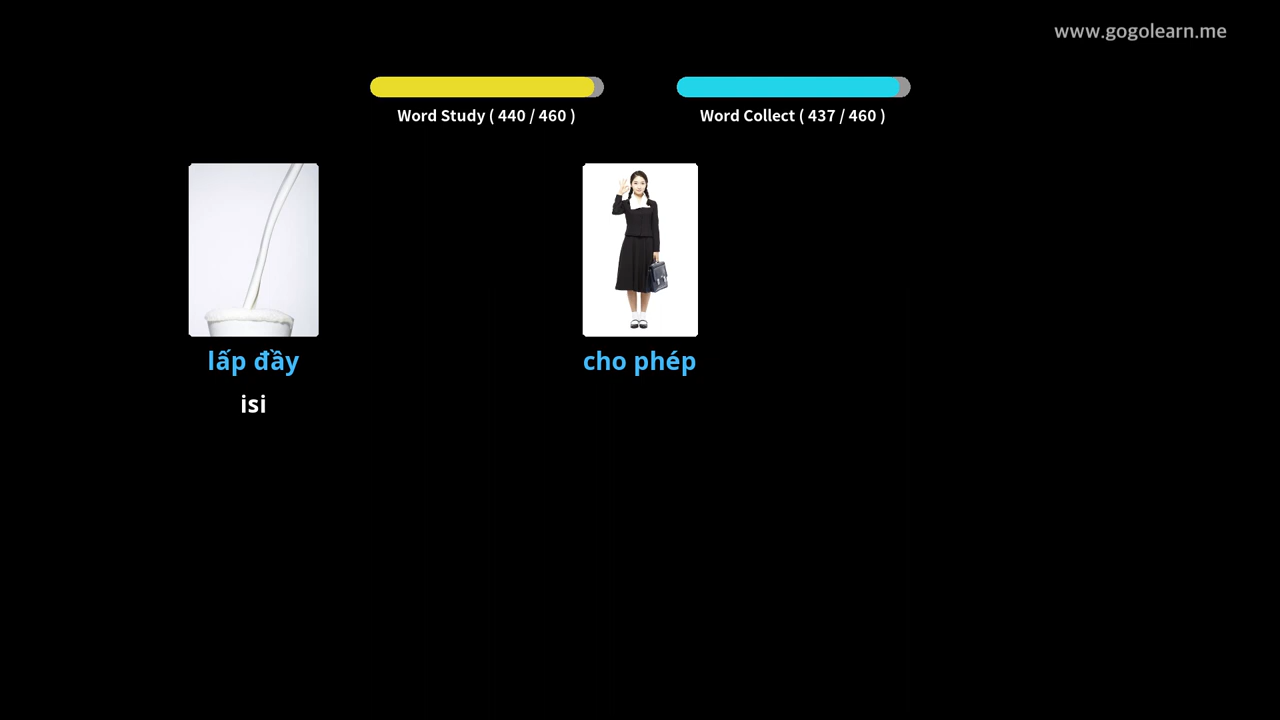 www.gogolearn.me
Word Study ( 440 / 460 )
Word Collect ( 437 / 460 )
lấp đầy
isi
cho phép